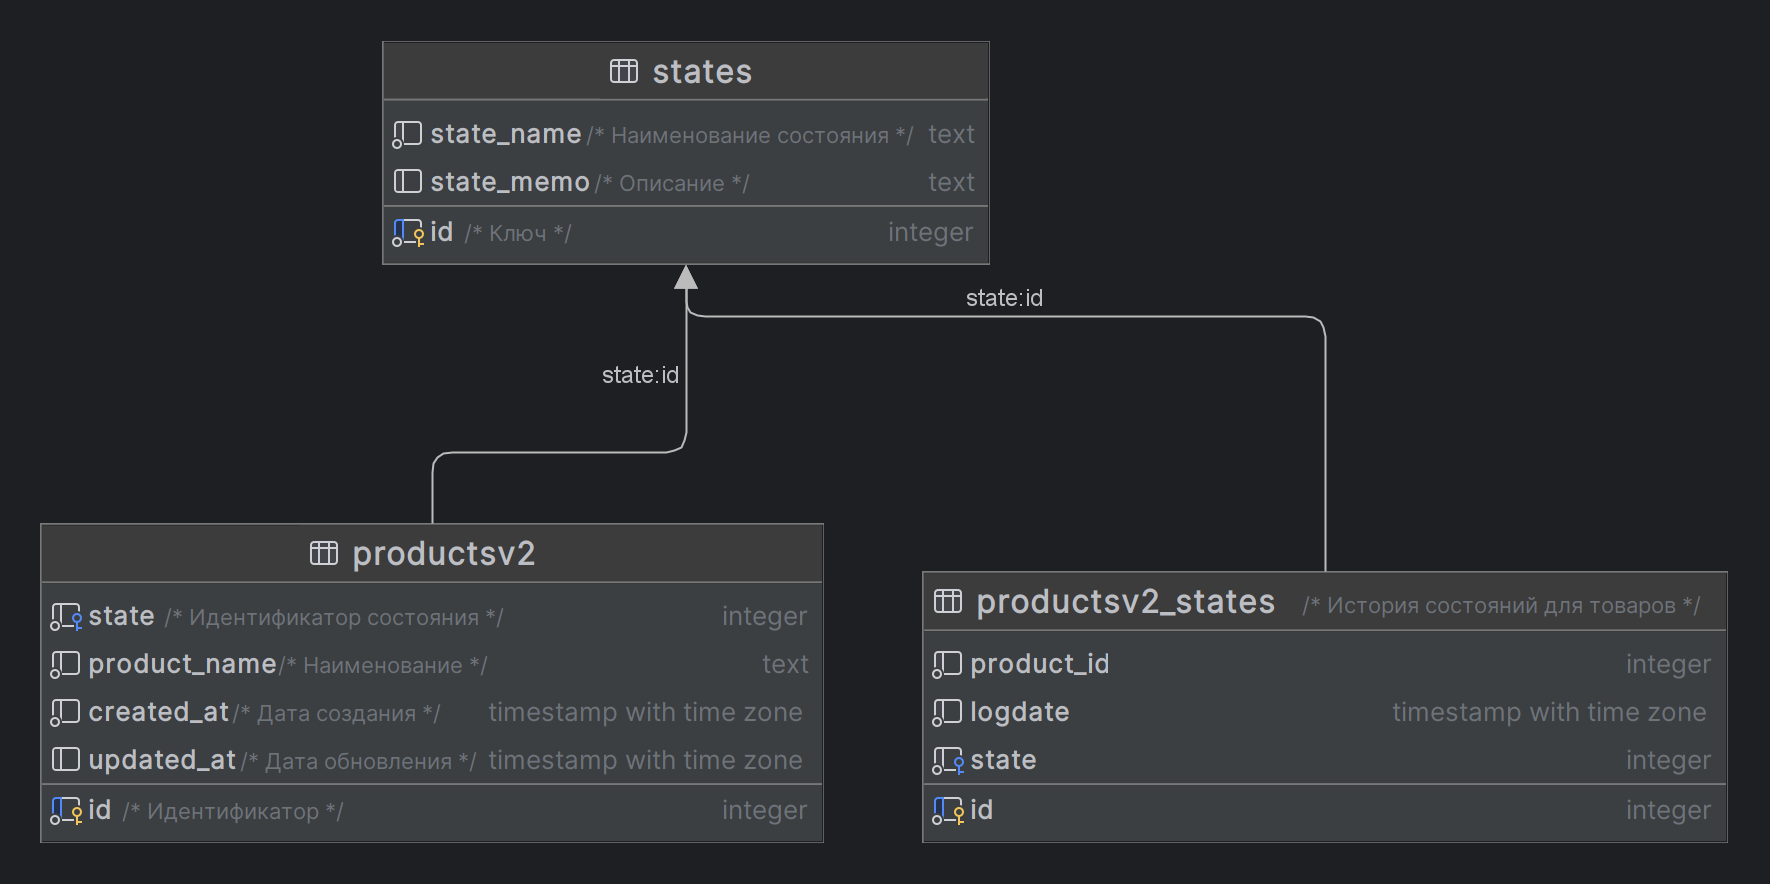 states
state_name /* Наименование состояния */ text
state_memo /* Описание */ text
id /* Ключ */ integer
state:id
state:id
productsv2
state /* Идентификатор состояния */ integer
product_name /* Наименование */ text
created_at /* Дата создания */ timestamp with time zone
updated_at /* Дата обновления */ timestamp with time zone
id /* Идентификатор */ integer
productsv2_states /* История состояний для товаров */
product_id integer
logdate timestamp with time zone
state integer
id integer